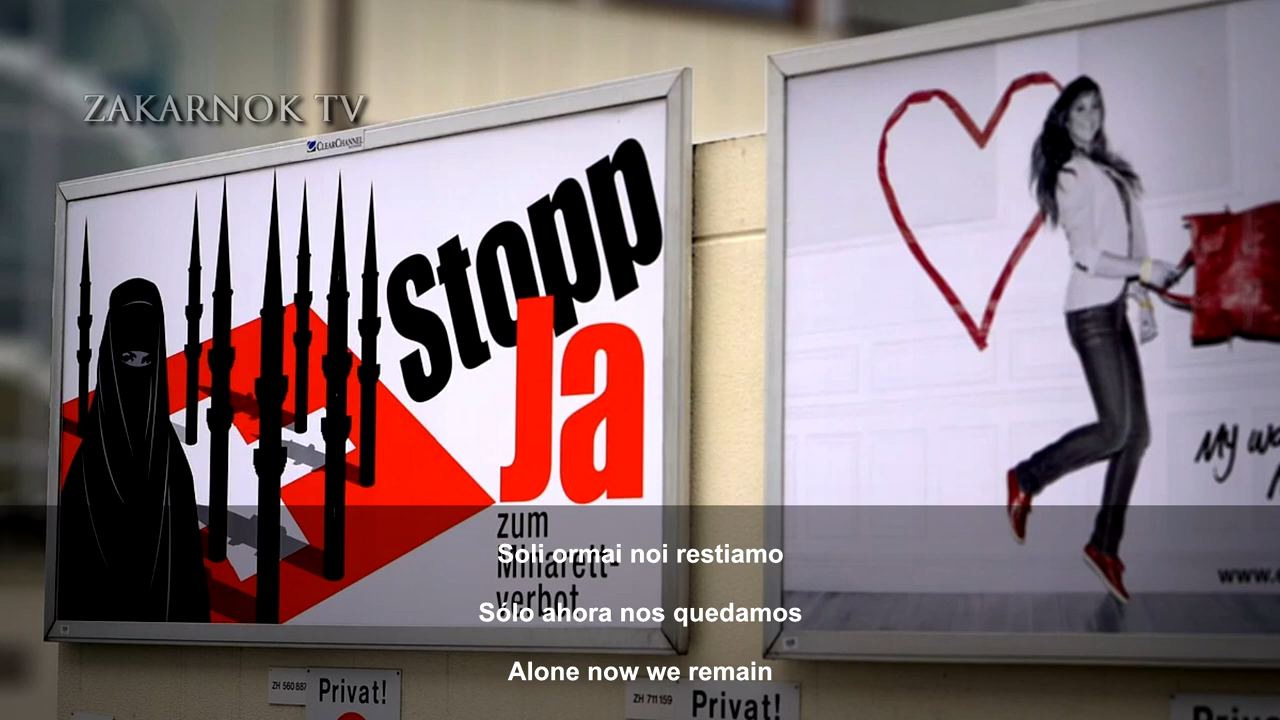 ZAKARNOK TV
CLEARCHANNEL
Stopp
Ja
zum
Minarett-
verbot
My wa
www.e
Soli ormai noi restiamo
Sólo ahora nos quedamos
Alone now we remain
ZH 560 887
Privat!
ZH 711 159
Privat!